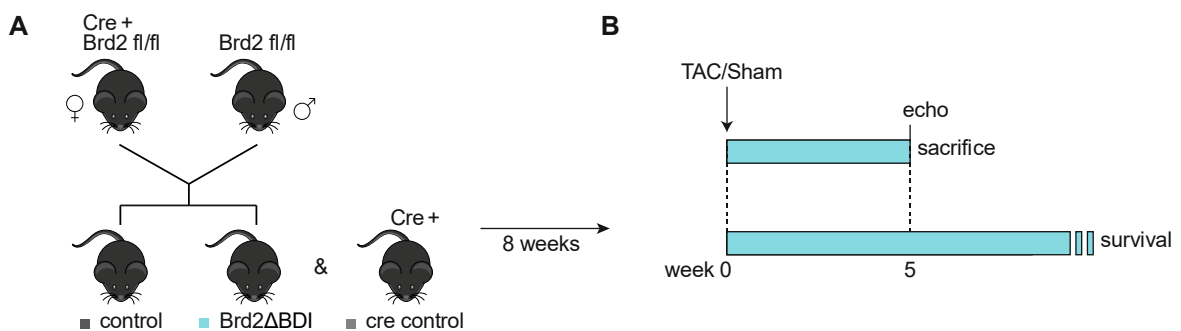 A
Cre +
Brd2 fl/fl
Brd2 fl/fl
♀
♂
Cre +
&
control
Brd2ΔBDI
cre control
8 weeks
B
TAC/Sham
echo
sacrifice
survival
week 0
5